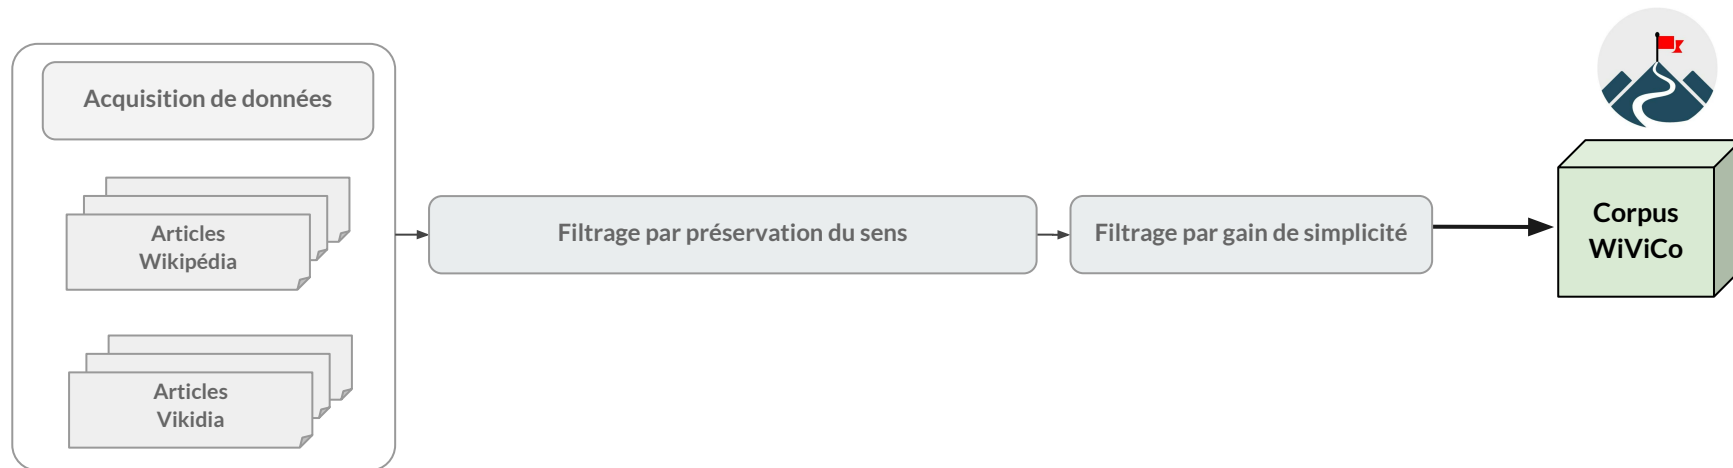 Acquisition de données
Articles
Wikipédia
Articles
Vikidia
Filtrage par préservation du sens
Filtrage par gain de simplicité
Corpus
WiViCo